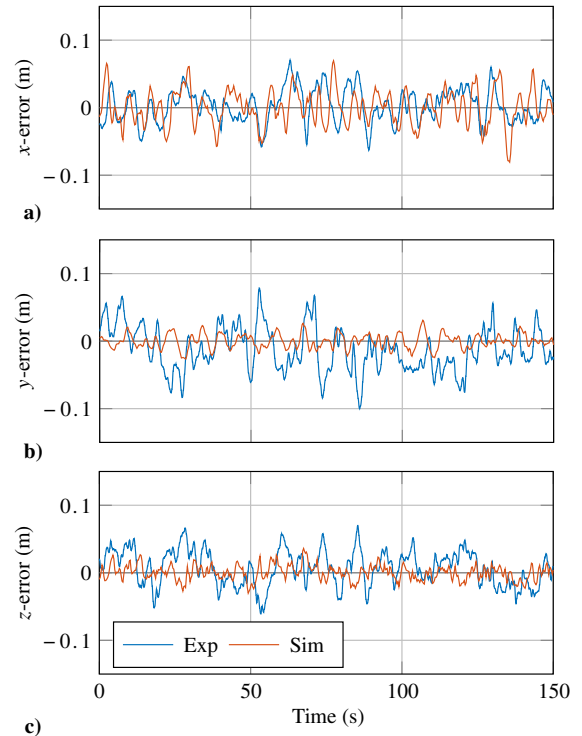 0.1
0
−0.1
x-error (m)
a)
0.1
0
−0.1
y-error (m)
b)
0.1
0
−0.1
z-error (m)
Exp
Sim
0
50
100
150
Time (s)
c)